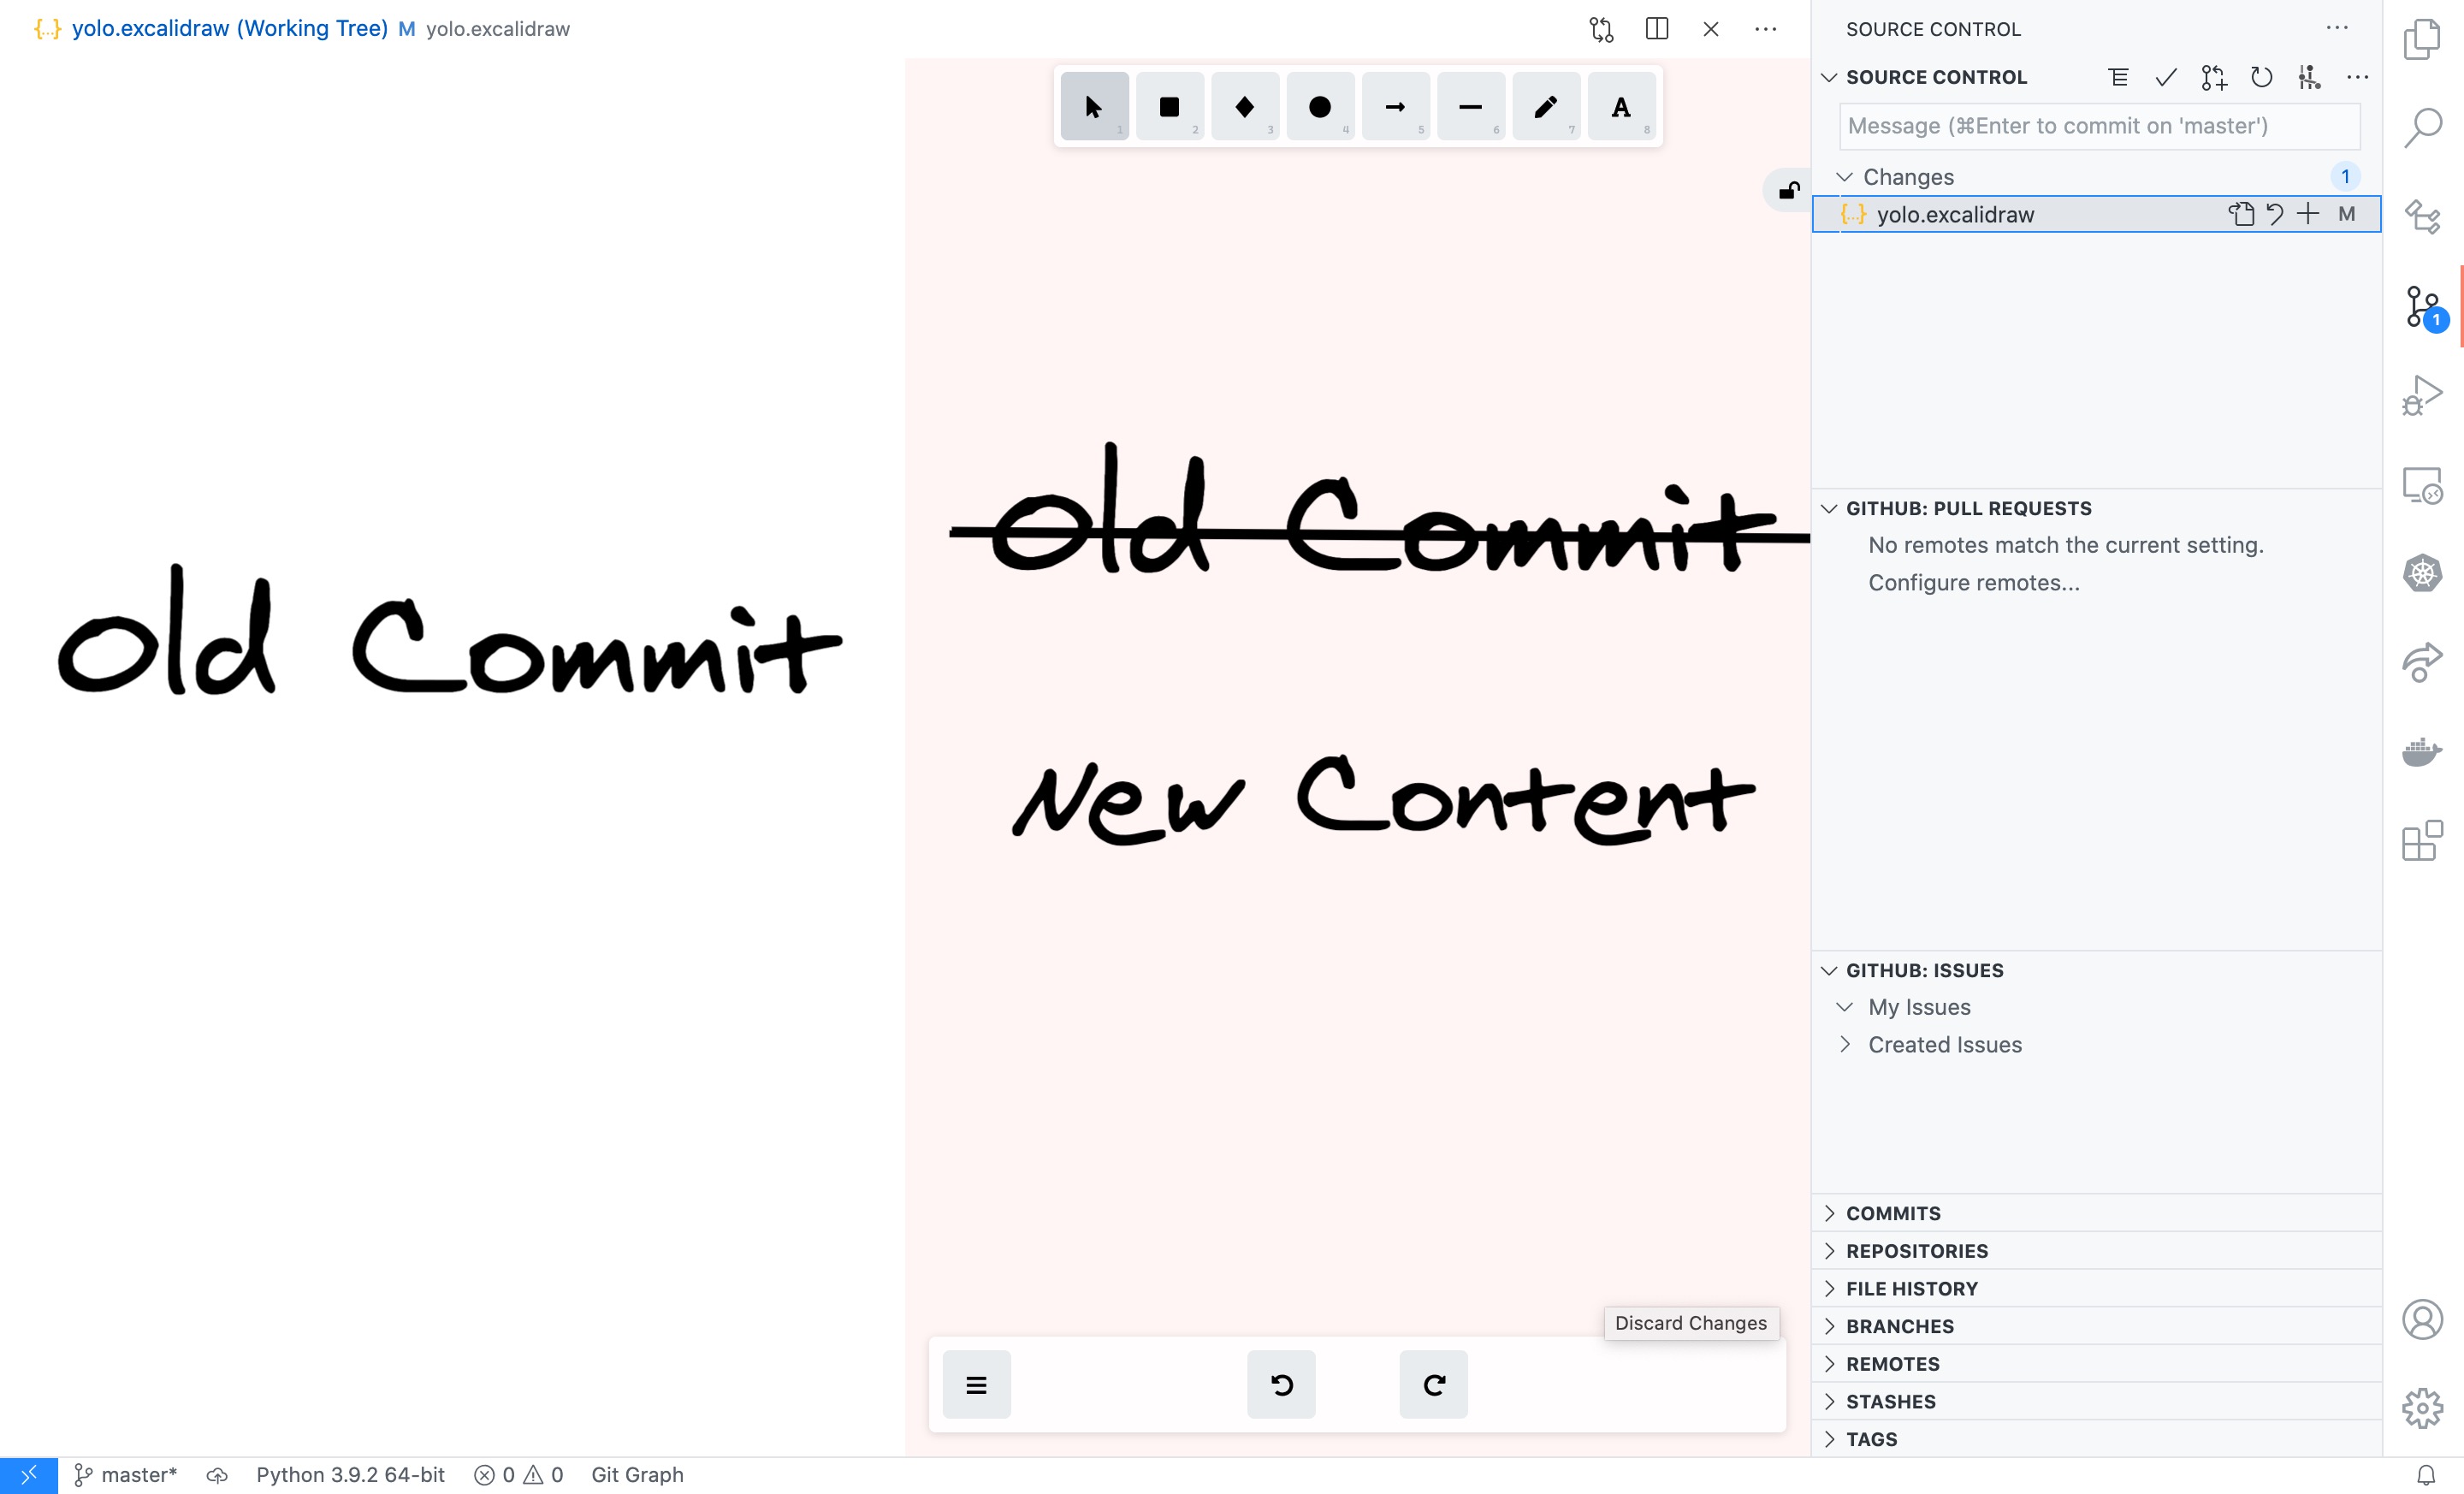 yolo.excalidraw (Working Tree) M yolo.excalidraw
1 2 3 4 5 6 7 8
Old Commit
Old Commit
New Content
Discard Changes
SOURCE CONTROL
SOURCE CONTROL
Message (⌘Enter to commit on 'master')
Changes 1
{..} yolo.excalidraw M
1
GITHUB: PULL REQUESTS
No remotes match the current setting.
Configure remotes...
GITHUB: ISSUES
My Issues
Created Issues
COMMITS
REPOSITORIES
FILE HISTORY
BRANCHES
REMOTES
STASHES
TAGS
master* Python 3.9.2 64-bit 0 0 Git Graph